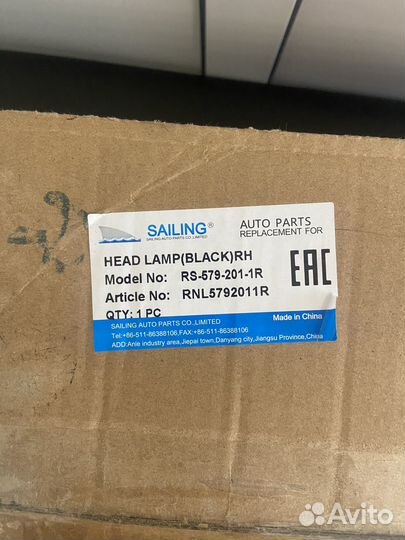 SAILING®
SAILING AUTO PARTS CO.,LIMITED
AUTO PARTS
REPLACEMENT FOR
HEAD LAMP(BLACK)RH
Model No: RS-579-201-1R
Article No: RNL5792011R
QTY: 1 PC
EAC
SAILING AUTO PARTS CO.,LIMITED
Made in China
Tel:+86-511-86388106,FAX:+86-511-86388106
ADD:Anie industry area,Jiepai town,Danyang city,Jiangsu Province,China
Avito